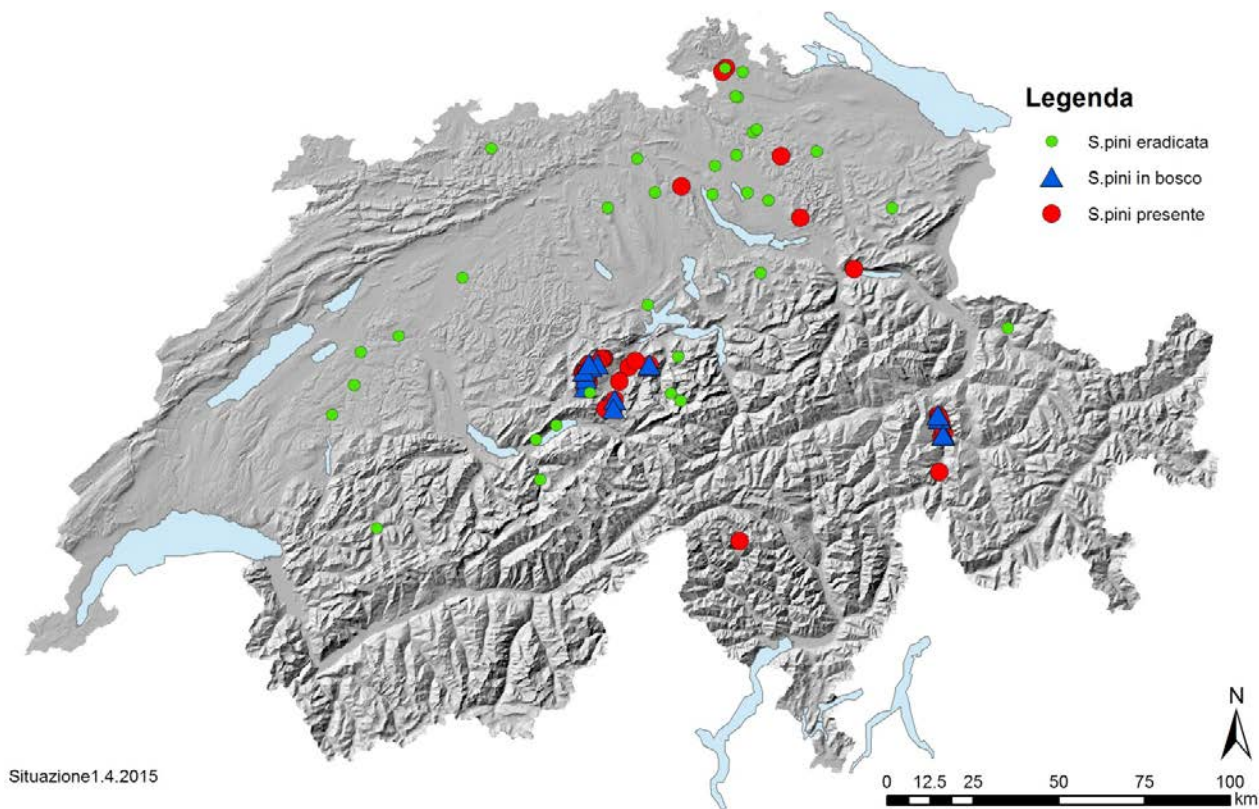 Legenda
S.pini eradicata
S.pini in bosco
S.pini presente
N
Situazione1.4.2015
0 12.5 25 50 75 100
km